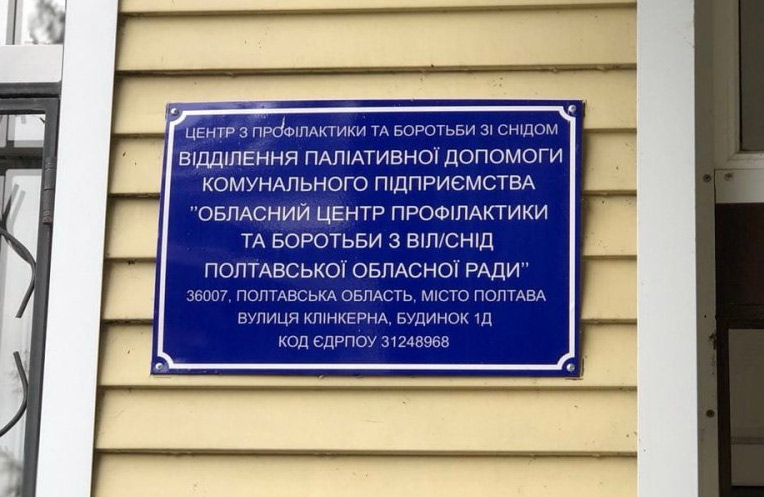 ЦЕНТР З ПРОФІЛАКТИКИ ТА БОРОТЬБИ ЗІ СНІДОМ
ВІДДІЛЕННЯ ПАЛІАТИВНОЇ ДОПОМОГИ
КОМУНАЛЬНОГО ПІДПРИЄМСТВА
"ОБЛАСНИЙ ЦЕНТР ПРОФІЛАКТИКИ
ТА БОРОТЬБИ З ВІЛ/СНІД
ПОЛТАВСЬКОЇ ОБЛАСНОЇ РАДИ"
36007, ПОЛТАВСЬКА ОБЛАСТЬ, МІСТО ПОЛТАВА
ВУЛИЦЯ КЛІНКЕРНА, БУДИНОК 1Д
КОД ЄДРПОУ 31248968